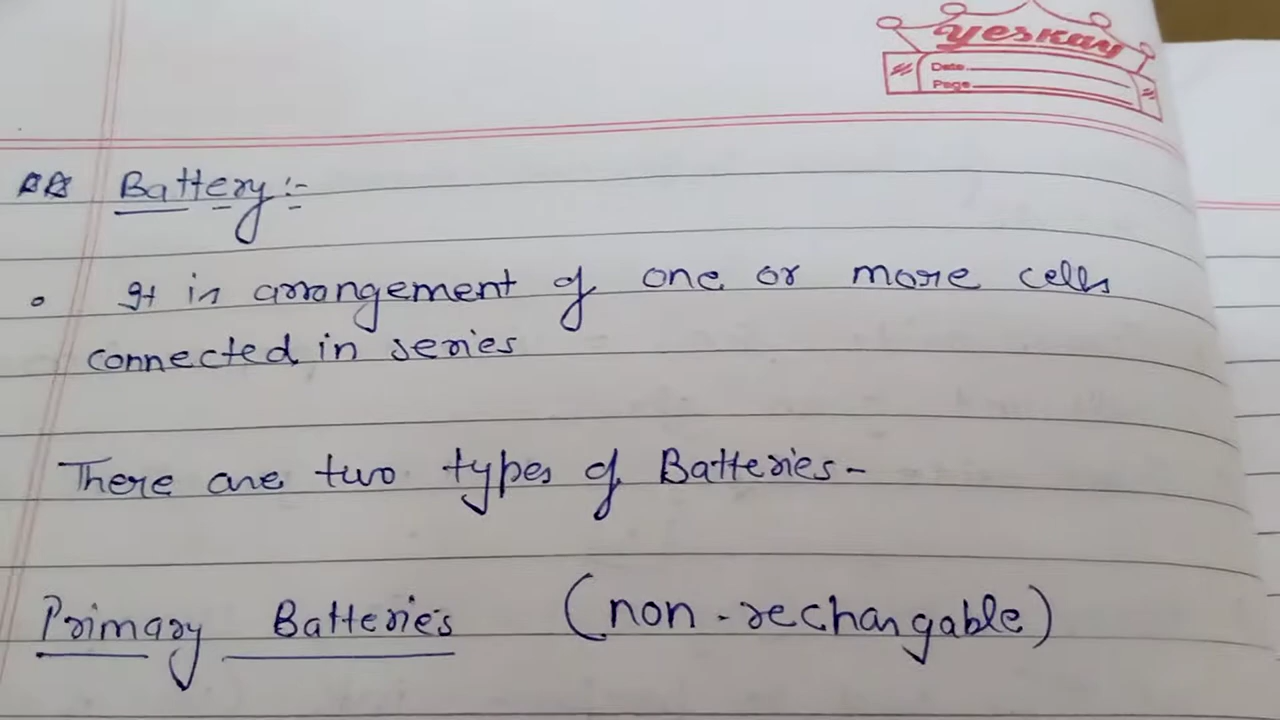 Yeskay
Date
Page
Battery:-
It is arrangement of one or more cells
connected in series
There are two types of Batteries-
Primary Batteries (non-rechargable)